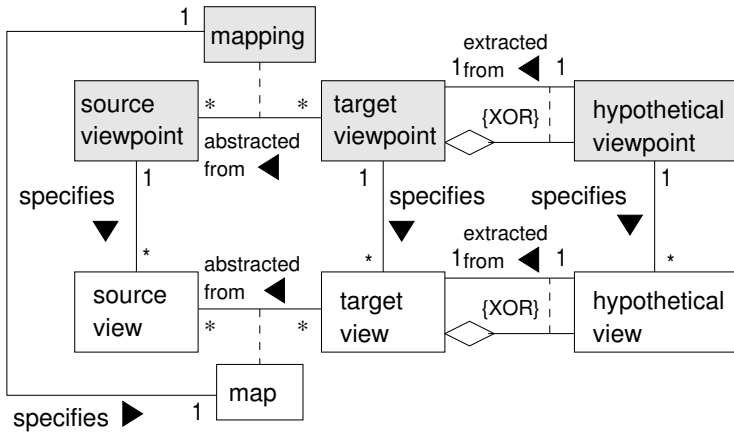 1
mapping
extracted
1 from 1
source
viewpoint
* *
target
viewpoint
{XOR}
hypothetical
viewpoint
abstracted
from
1 1 1
specifies specifies specifies
* * *
abstracted
from
extracted
1 from 1
source
view
* *
target
view
{XOR}
hypothetical
view
map
specifies 1